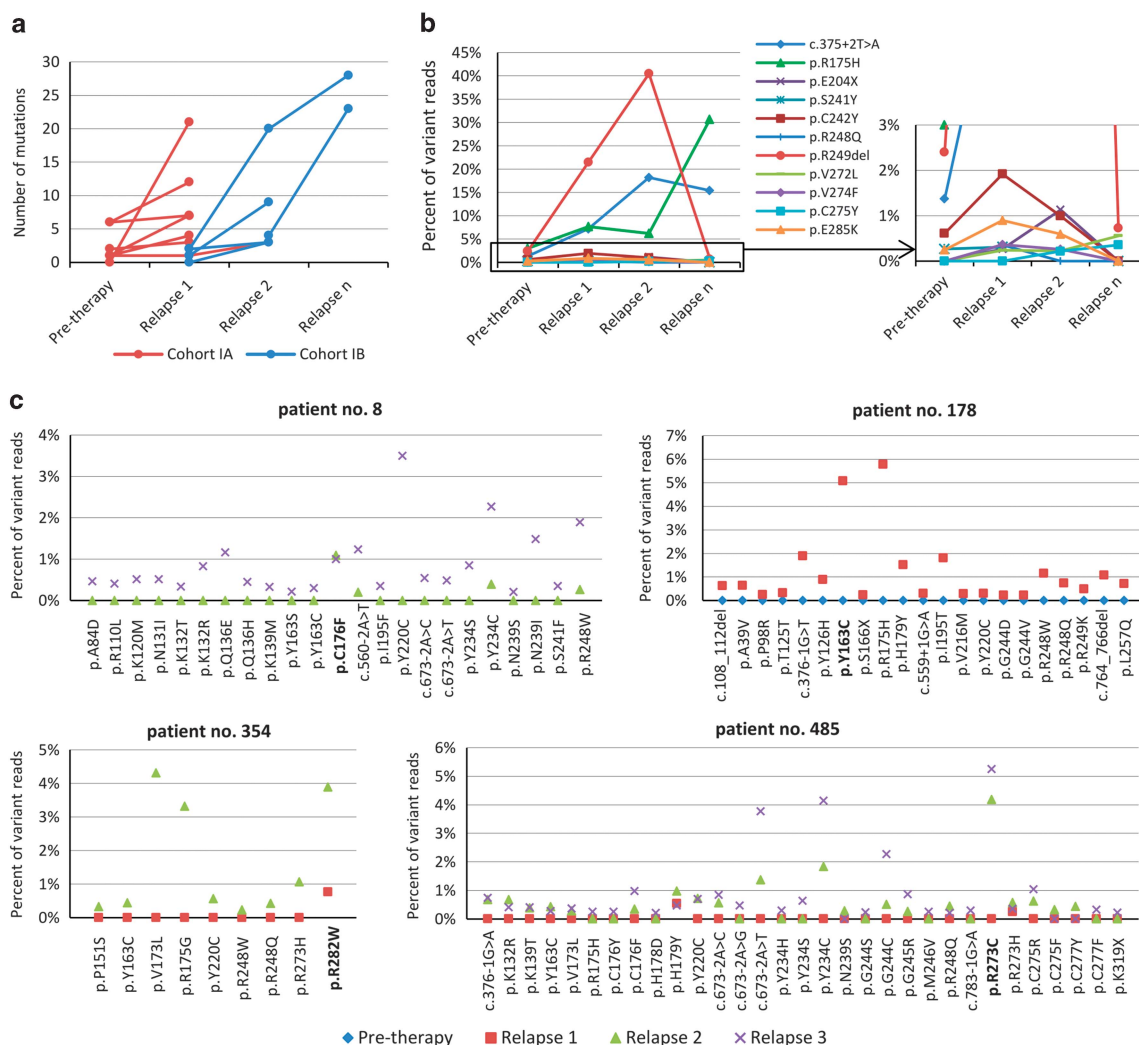 a
Number of mutations
30
25
20
15
10
5
0
Pre-therapy
Relapse 1
Relapse 2
Relapse n
Cohort IA
Cohort IB
b
Percent of variant reads
45%
40%
35%
30%
25%
20%
15%
10%
5%
0%
Pre-therapy
Relapse 1
Relapse 2
Relapse n
c.375+2T>A
p.R175H
p.E204X
p.S241Y
p.C242Y
p.R248Q
p.R249del
p.V272L
p.V274F
p.C275Y
p.E285K
3%
2%
1%
0%
Pre-therapy
Relapse 1
Relapse 2
Relapse n
c
patient no. 8
Percent of variant reads
4%
3%
2%
1%
0%
p.A84D
p.R110L
p.K120M
p.N131I
p.K132T
p.K132R
p.Q136E
p.Q136H
p.K139M
p.Y163S
p.Y163C
p.C176F
c.560-2A>T
p.I195F
p.Y220C
c.673-2A>C
c.673-2A>T
p.Y234S
p.Y234C
p.N239S
p.N239I
p.S241F
p.R248W
patient no. 178
Percent of variant reads
7%
6%
5%
4%
3%
2%
1%
0%
c.108_112del
p.A39V
p.P98R
p.T125T
c.376-1G>T
p.Y126H
p.Y163C
p.S166X
p.R175H
p.H179Y
c.559+1G>A
p.I195T
p.V216M
p.Y220C
p.G244D
p.G244V
p.R248W
p.R248Q
p.R249K
c.764_766del
p.L257Q
patient no. 354
Percent of variant reads
5%
4%
3%
2%
1%
0%
p.P151S
p.Y163C
p.V173L
p.R175G
p.Y220C
p.R248W
p.R248Q
p.R273H
p.R282W
patient no. 485
Percent of variant reads
6%
5%
4%
3%
2%
1%
0%
c.376-1G>A
p.K132R
p.K139T
p.Y163C
p.V173L
p.R175H
p.C176Y
p.C176F
p.H178D
p.H179Y
p.Y220C
c.673-2A>C
c.673-2A>G
c.673-2A>T
p.Y234H
p.Y234S
p.Y234C
p.N239S
p.G244S
p.G244C
p.G245R
p.M246V
p.R248Q
c.783-1G>A
p.R273C
p.R273H
p.C275R
p.C275F
p.C277Y
p.C277F
p.K319X
Pre-therapy
Relapse 1
Relapse 2
Relapse 3